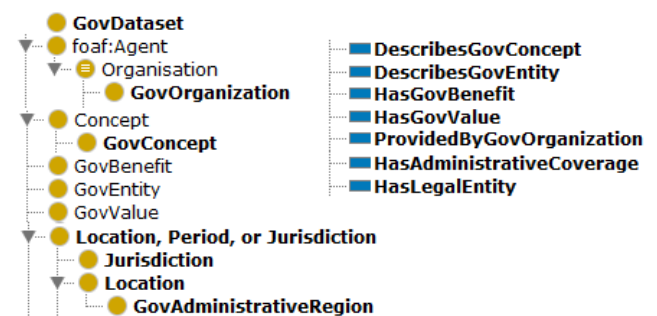 GovDataset
foaf:Agent
Organisation
GovOrganization
Concept
GovConcept
GovBenefit
GovEntity
GovValue
Location, Period, or Jurisdiction
Jurisdiction
Location
GovAdministrativeRegion
DescribesGovConcept
DescribesGovEntity
HasGovBenefit
HasGovValue
ProvidedByGovOrganization
HasAdministrativeCoverage
HasLegalEntity